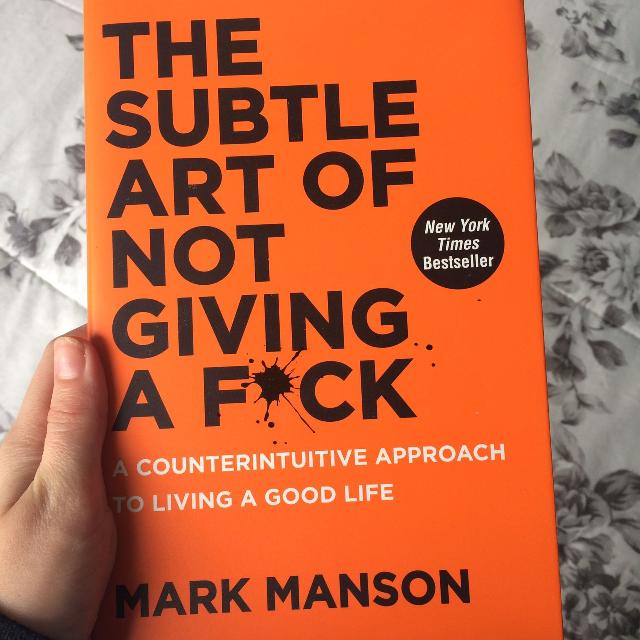 THE
SUBTLE
ART OF
NOT
GIVING
A F*CK
New York
Times
Bestseller
A COUNTERINTUITIVE APPROACH
TO LIVING A GOOD LIFE
MARK MANSON